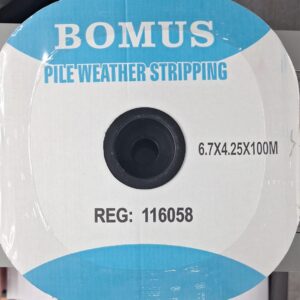 BOMUS
PILE WEATHER STRIPPING
6.7X4.25X100M
REG: 116058